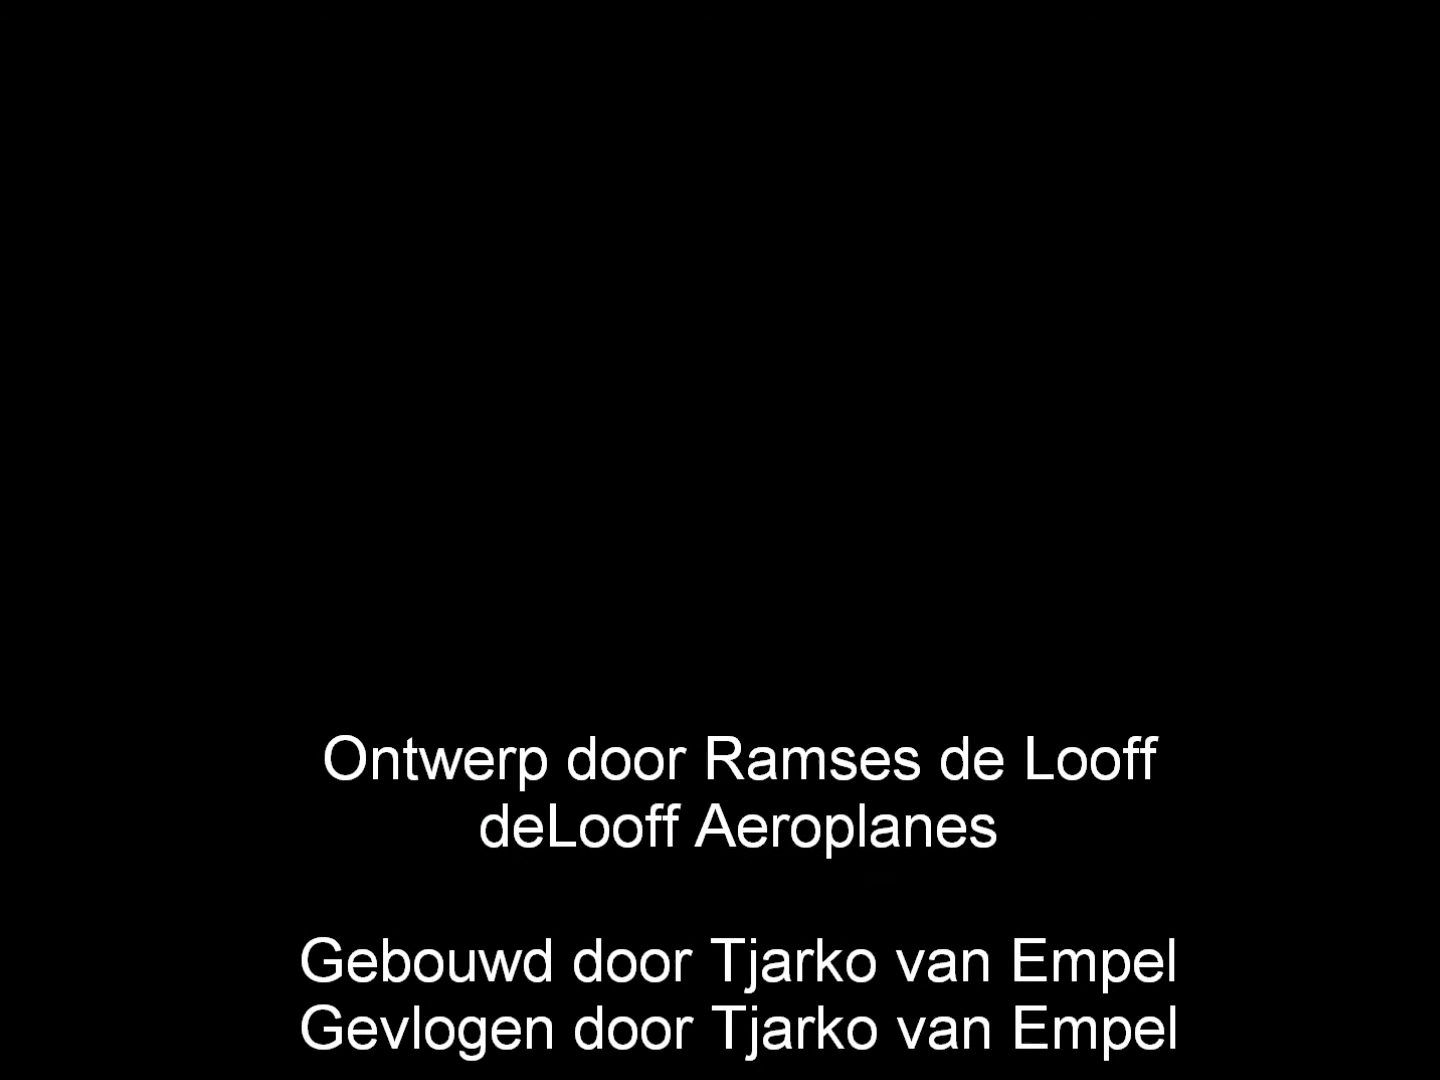 Ontwerp door Ramses de Looff
deLooff Aeroplanes
Gebouwd door Tjarko van Empel
Gevlogen door Tjarko van Empel